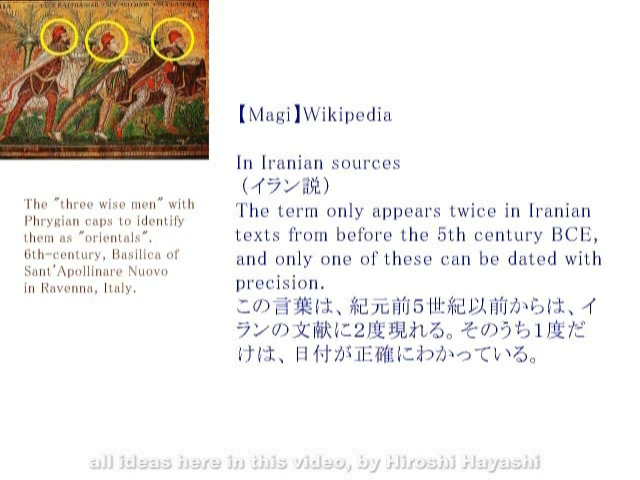 The "three wise men" with
Phrygian caps to identify
them as "orientals".
6th-century, Basilica of
Sant'Apollinare Nuovo
in Ravenna, Italy.
【Magi】Wikipedia
In Iranian sources
（イラン説）
The term only appears twice in Iranian
texts from before the 5th century BCE,
and only one of these can be dated with
precision.
この言葉は、紀元前５世紀以前からは、イ
ランの文献に２度現れる。そのうち１度だ
けは、日付が正確にわかっている。
all ideas here in this video, by Hiroshi Hayashi